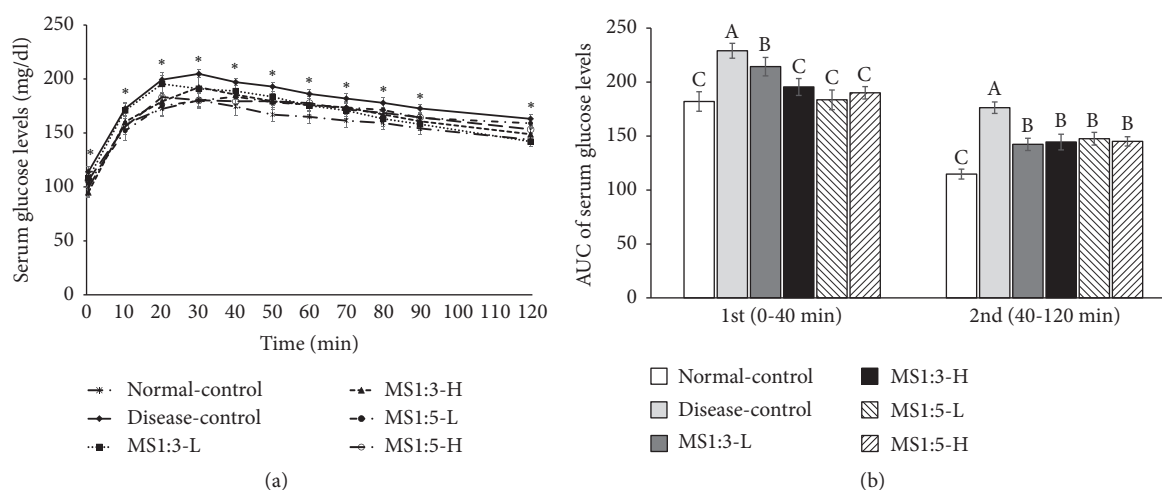 250
200
150
100
50
0
Serum glucose levels (mg/dl)
* * * * * * * * * * *
0 10 20 30 40 50 60 70 80 90 100 110 120
Time (min)
Normal-control
Disease-control
MS1:3-L
MS1:3-H
MS1:5-L
MS1:5-H
(a)
250
200
150
100
50
0
AUC of serum glucose levels
C A B C C C
C A B B B B
1st (0-40 min) 2nd (40-120 min)
Normal-control
Disease-control
MS1:3-L
MS1:3-H
MS1:5-L
MS1:5-H
(b)